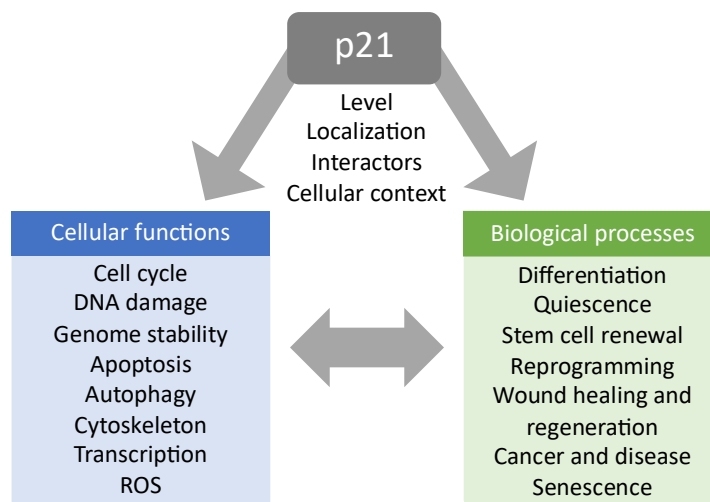 p21
Level
Localization
Interactors
Cellular context
Cellular functions
Cell cycle
DNA damage
Genome stability
Apoptosis
Autophagy
Cytoskeleton
Transcription
ROS
Biological processes
Differentiation
Quiescence
Stem cell renewal
Reprogramming
Wound healing and
regeneration
Cancer and disease
Senescence